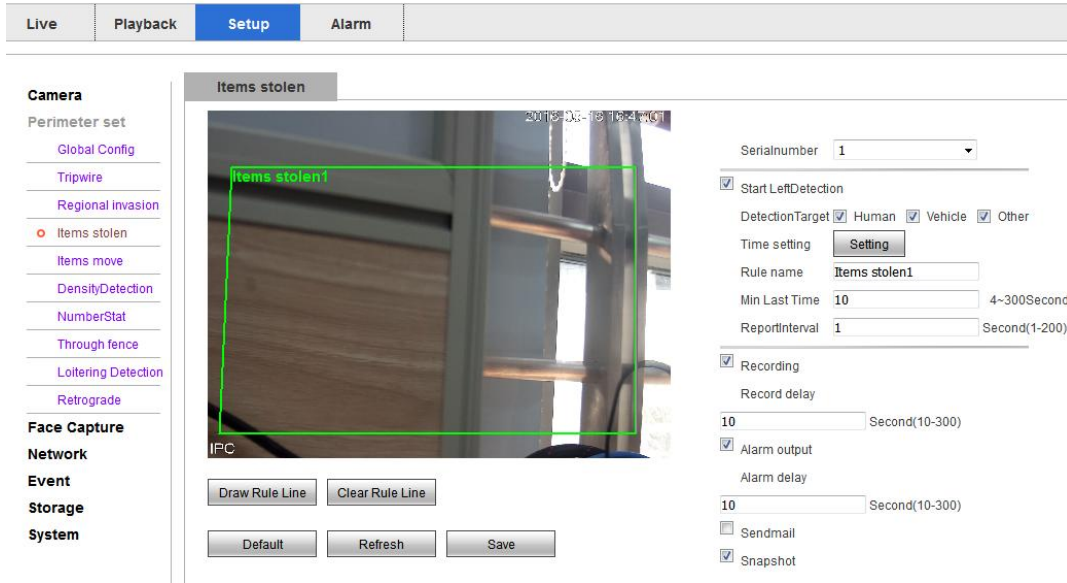 Live Playback Setup Alarm
Items stolen
Camera
Perimeter set
Global Config
Tripwire
Regional invasion
Items stolen
Items move
DensityDetection
NumberStat
Through fence
Loitering Detection
Retrograde
Face Capture
Network
Event
Storage
System
Items stolen1
IPC
Draw Rule Line Clear Rule Line
Default Refresh Save
Serialnumber 1
Start LeftDetection
DetectionTarget Human Vehicle Other
Time setting Setting
Rule name Items stolen1
Min Last Time 10 4~300Second
ReportInterval 1 Second(1-200)
Recording
Record delay
10 Second(10-300)
Alarm output
Alarm delay
10 Second(10-300)
Sendmail
Snapshot